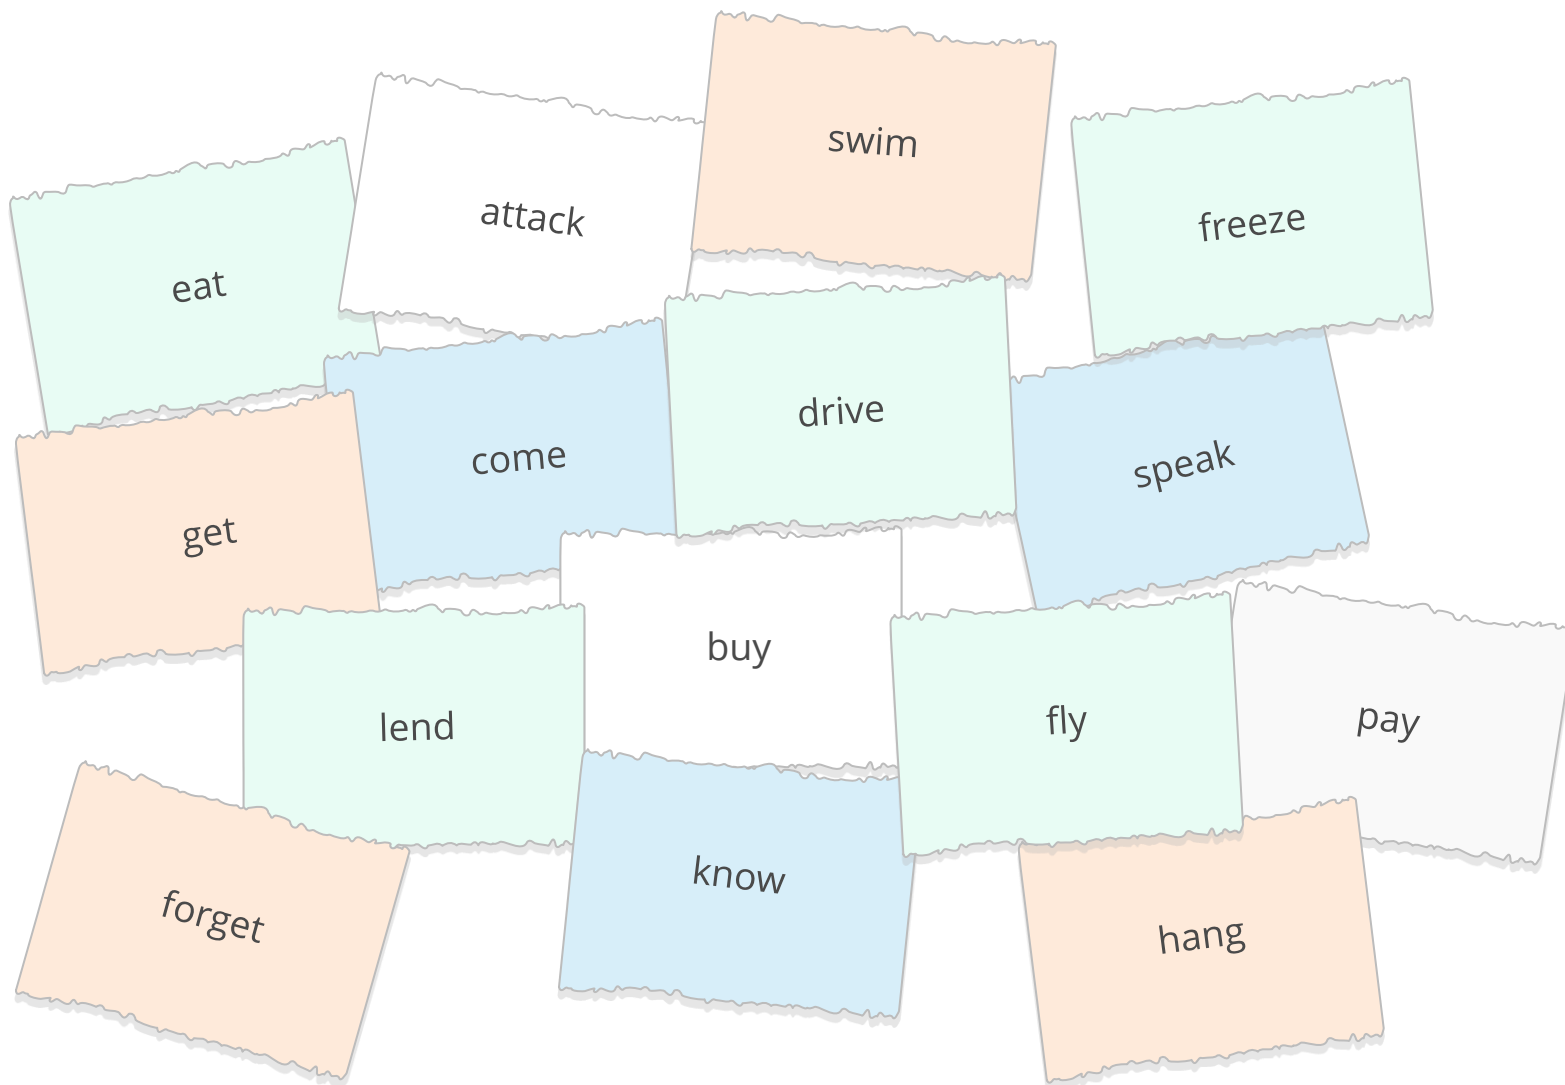 swim
attack
freeze
eat
drive
come
speak
get
buy
lend
fly
pay
know
forget
hang